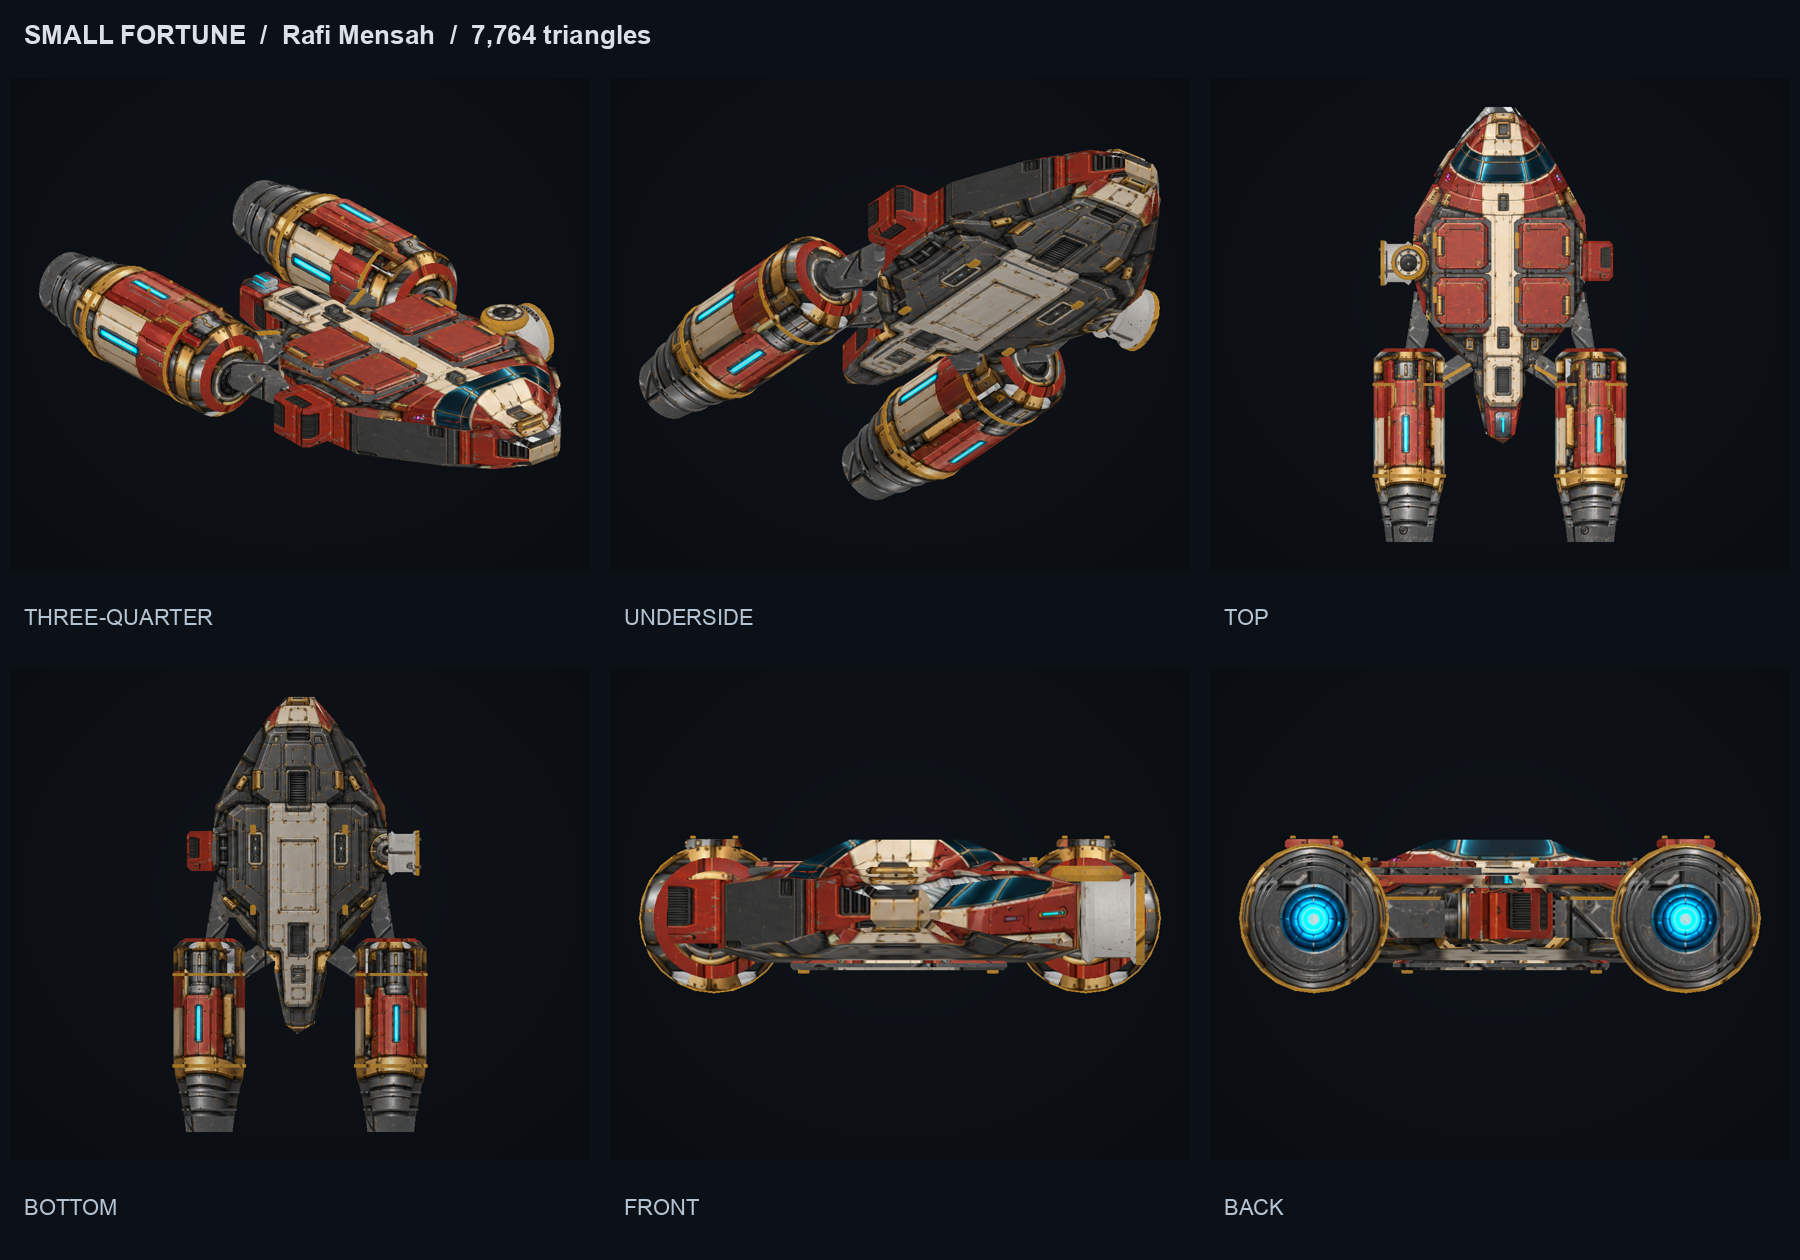 SMALL FORTUNE / Rafi Mensah / 7,764 triangles
THREE-QUARTER
UNDERSIDE
TOP
BOTTOM
FRONT
BACK